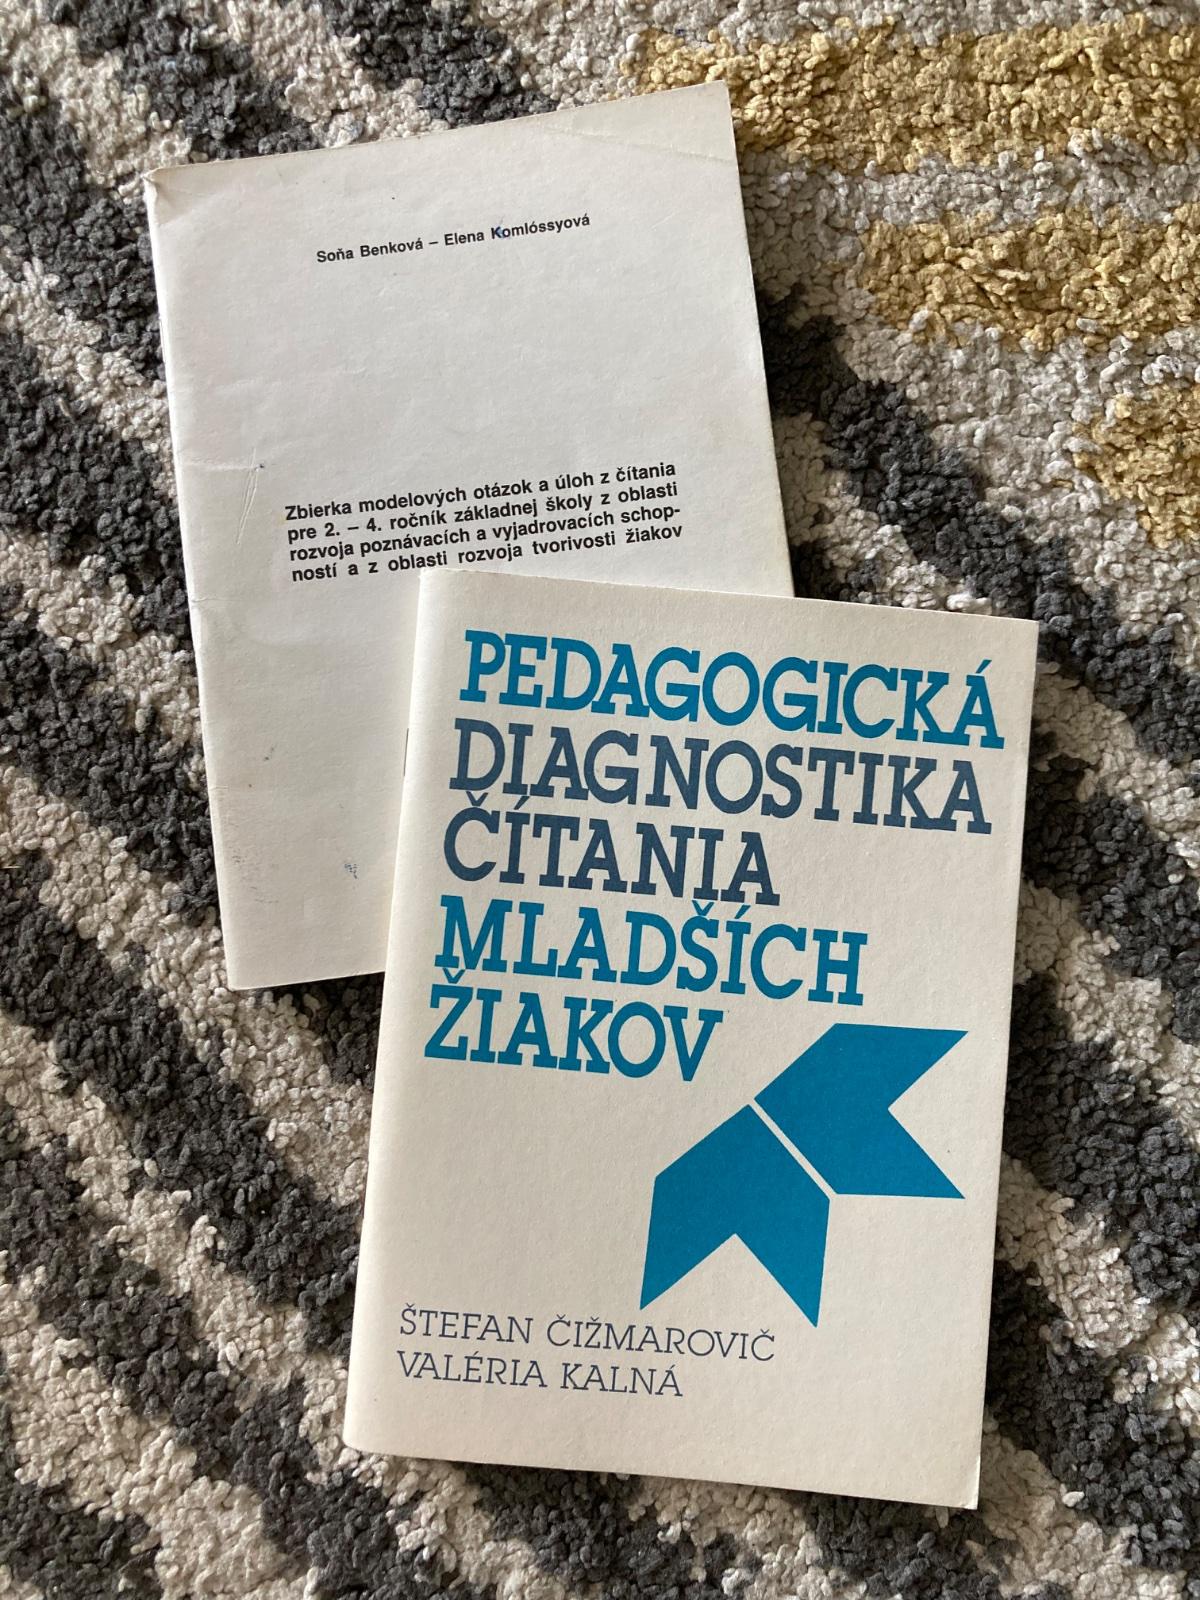 Soňa Benková – Elena Komlóssyová
Zbierka modelových otázok a úloh z čítania
pre 2. – 4. ročník základnej školy z oblasti
rozvoja poznávacích a vyjadrovacích schop-
ností a z oblasti rozvoja tvorivosti žiakov
PEDAGOGICKÁ
DIAGNOSTIKA
ČÍTANIA
MLADŠÍCH
ŽIAKOV
ŠTEFAN ČIŽMAROVIČ
VALÉRIA KALNÁ